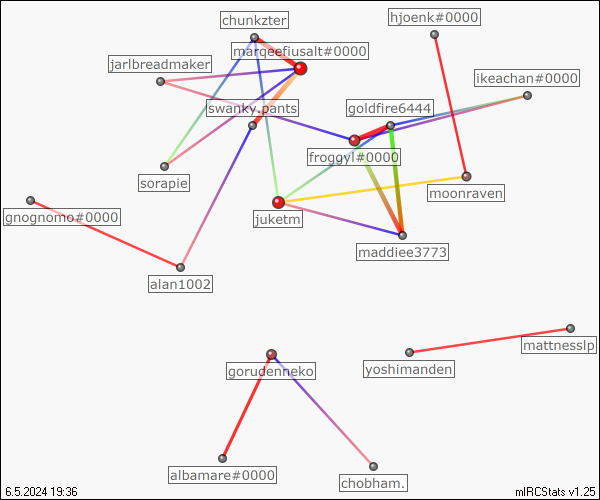 chunkzter
hjoenk#0000
marqeefiusalt#0000
jarlbreadmaker
ikeachan#0000
swanky.pants
goldfire6444
froggyl#0000
sorapie
moonraven
gnognomo#0000
juketm
maddiee3773
alan1002
mattnesslp
gorudenneko
yoshimanden
albamare#0000
chobham.
6.5.2024 19:36
mIRCStats v1.25